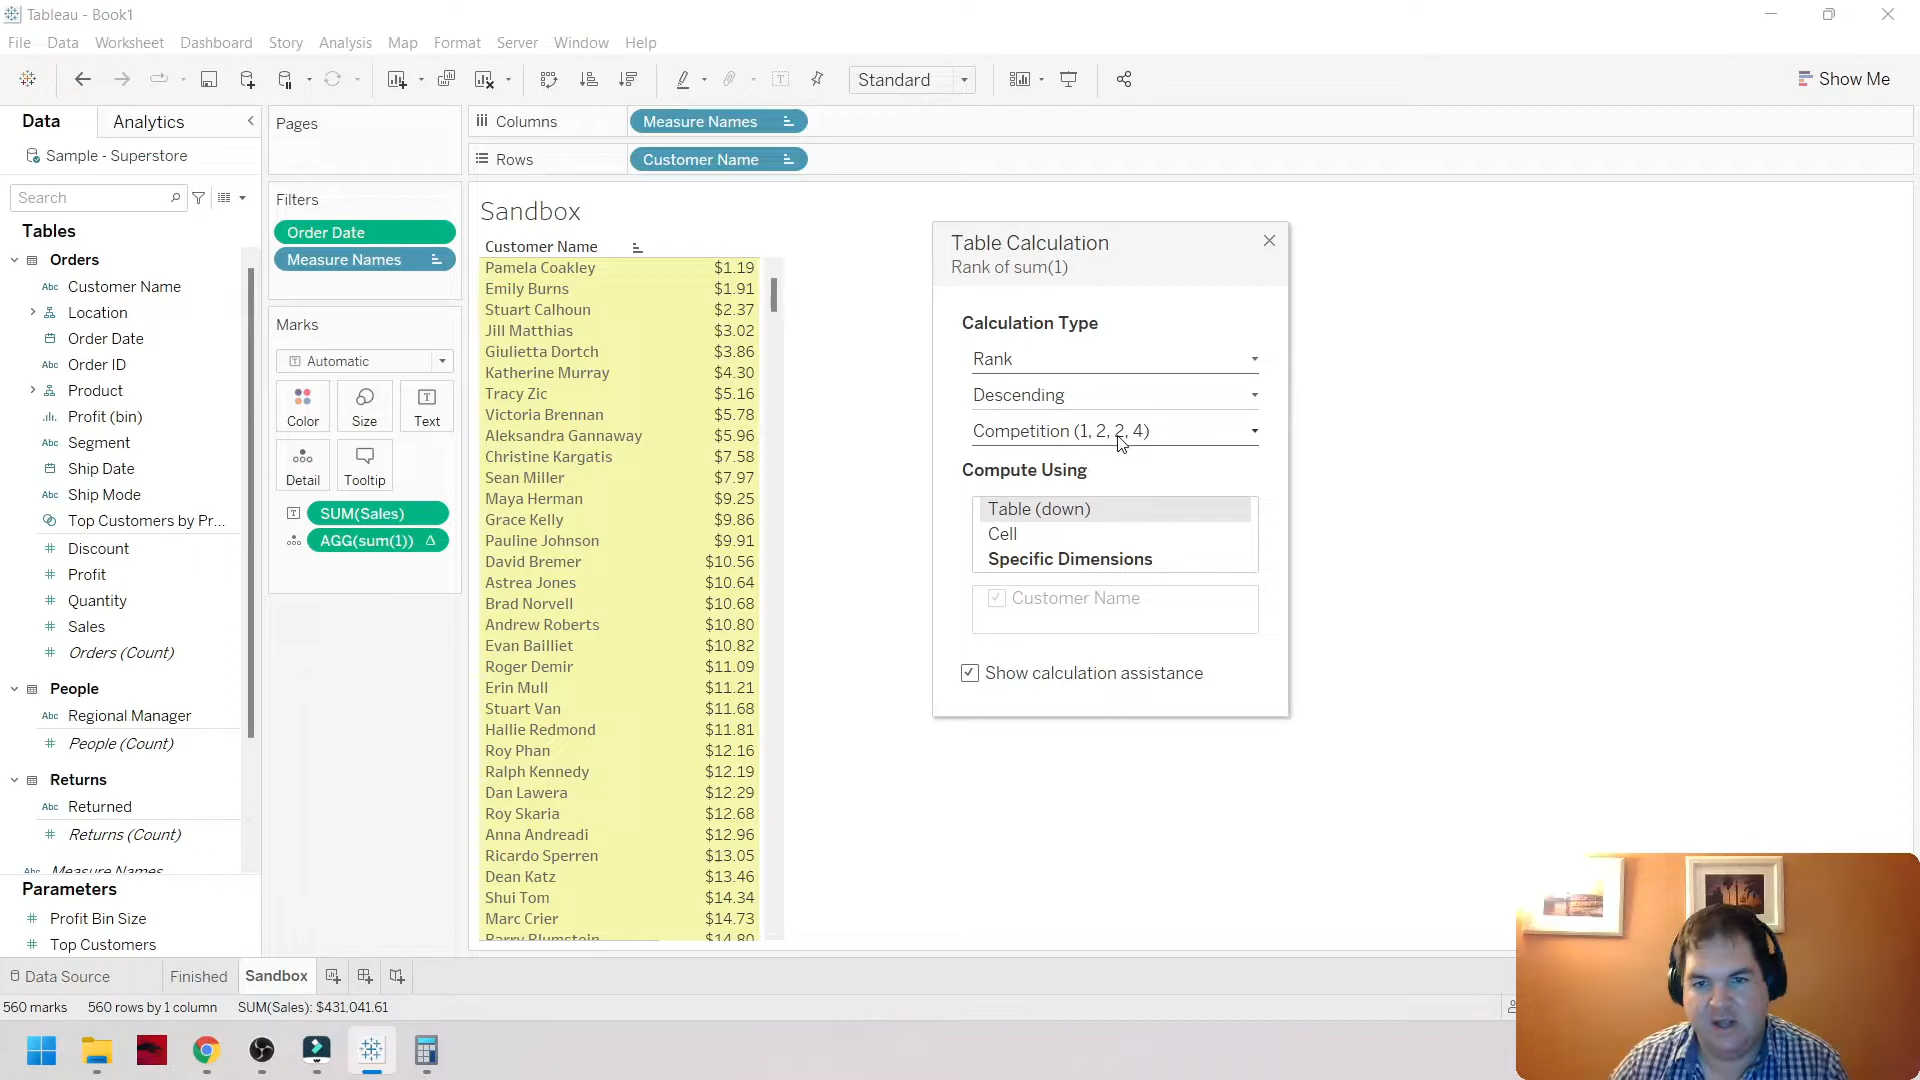 Tableau - Book1
File Data Worksheet Dashboard Story Analysis Map Format Server Window Help
Standard
Show Me
Data
Analytics
Sample - Superstore
Search
Tables
Orders
Abc Customer Name
Location
Order Date
Abc Order ID
Product
Profit (bin)
Abc Segment
Ship Date
Abc Ship Mode
Top Customers by Pr...
Discount
Profit
Quantity
Sales
Orders (Count)
People
Abc Regional Manager
People (Count)
Returns
Abc Returned
Returns (Count)
Abc Measure Names
Parameters
Profit Bin Size
Top Customers
Pages
Filters
Order Date
Measure Names
Marks
Automatic
Color
Size
Text
Detail
Tooltip
SUM(Sales)
AGG(sum(1)) Δ
Columns
Measure Names
Rows
Customer Name
Sandbox
Customer Name
Pamela Coakley $1.19
Emily Burns $1.91
Stuart Calhoun $2.37
Jill Matthias $3.02
Giulietta Dortch $3.86
Katherine Murray $4.30
Tracy Zic $5.16
Victoria Brennan $5.78
Aleksandra Gannaway $5.96
Christine Kargatis $7.58
Sean Miller $7.97
Maya Herman $9.25
Grace Kelly $9.86
Pauline Johnson $9.91
David Bremer $10.56
Astrea Jones $10.64
Brad Norvell $10.68
Andrew Roberts $10.80
Evan Bailliet $10.82
Roger Demir $11.09
Erin Mull $11.21
Stuart Van $11.68
Hallie Redmond $11.81
Roy Phan $12.16
Ralph Kennedy $12.19
Dan Lawera $12.29
Roy Skaria $12.68
Anna Andreadi $12.96
Ricardo Sperren $13.05
Dean Katz $13.46
Shui Tom $14.34
Marc Crier $14.73
Barry Blumstein $14.80
Table Calculation
Rank of sum(1)
Calculation Type
Rank
Descending
Competition (1, 2, 2, 4)
Compute Using
Table (down)
Cell
Specific Dimensions
Customer Name
Show calculation assistance
Data Source
Finished
Sandbox
560 marks
560 rows by 1 column
SUM(Sales): $431,041.61